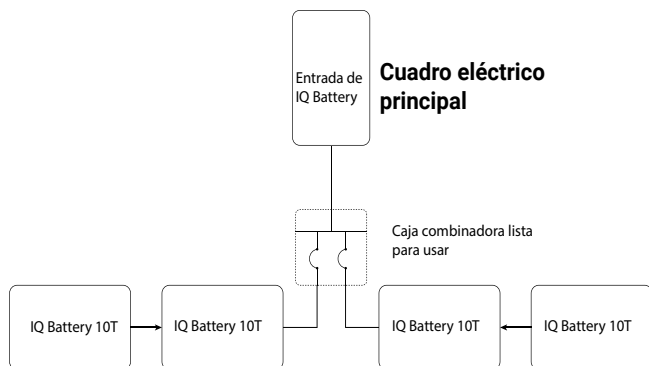 Entrada de
IQ Battery
Cuadro eléctrico
principal
Caja combinadora lista
para usar
IQ Battery 10T
IQ Battery 10T
IQ Battery 10T
IQ Battery 10T